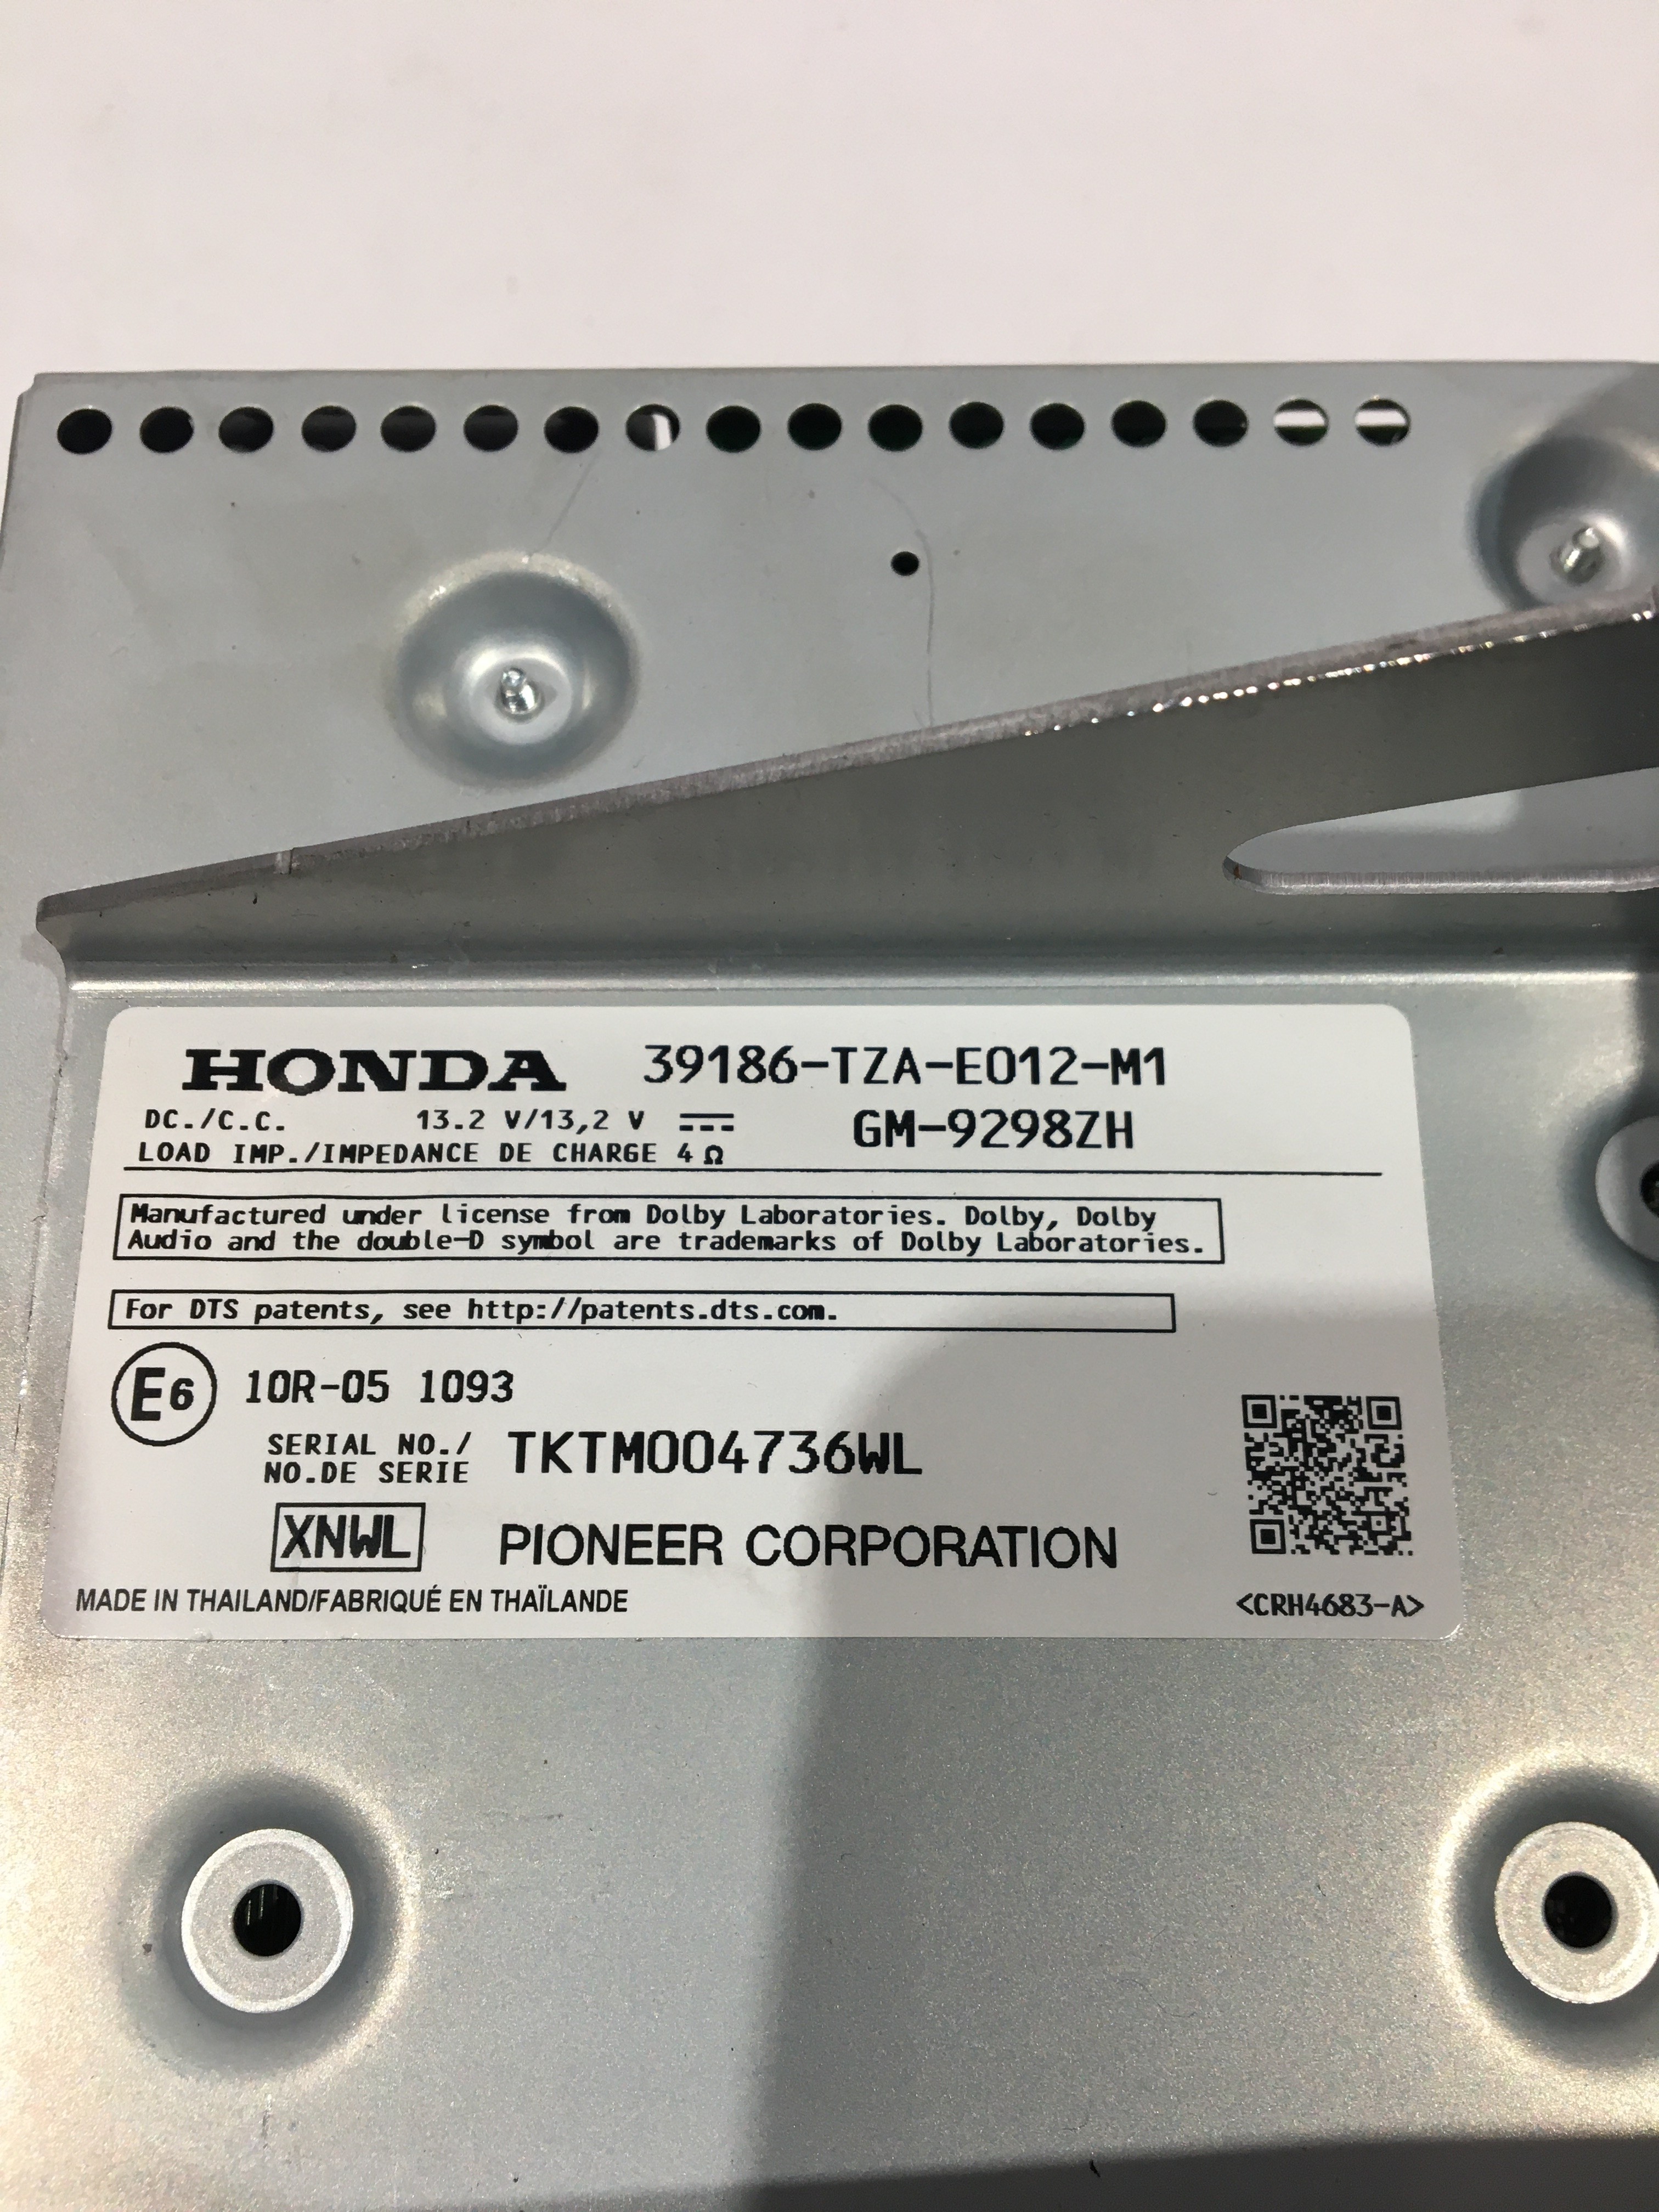 HONDA 39186-TZA-E012-M1
DC./C.C. 13.2 V/13,2 V GM-9298ZH
LOAD IMP./IMPEDANCE DE CHARGE 4 Ω
Manufactured under license from Dolby Laboratories. Dolby, Dolby
Audio and the double-D symbol are trademarks of Dolby Laboratories.
For DTS patents, see http://patents.dts.com.
E6 10R-05 1093
SERIAL NO./ TKTM004736WL
NO.DE SERIE
XNWL PIONEER CORPORATION
MADE IN THAILAND/FABRIQUÉ EN THAÏLANDE <CRH4683-A>